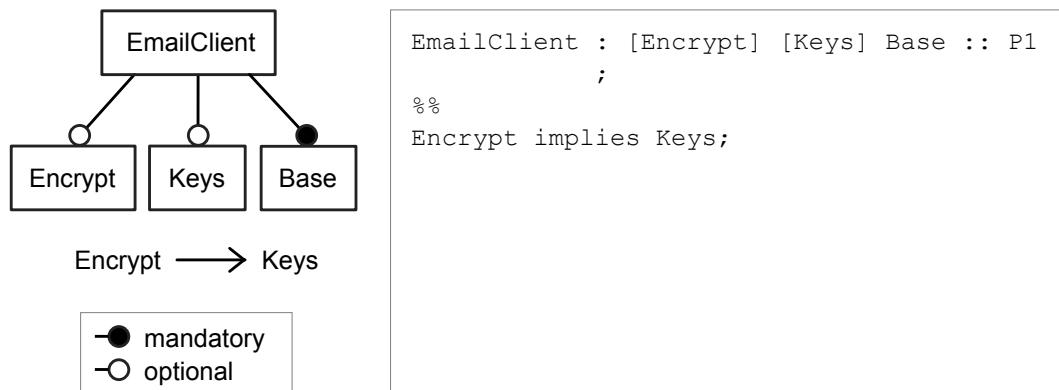 EmailClient
Encrypt Keys Base
Encrypt Keys
mandatory
optional
EmailClient : [Encrypt] [Keys] Base :: P1
;
%%
Encrypt implies Keys;